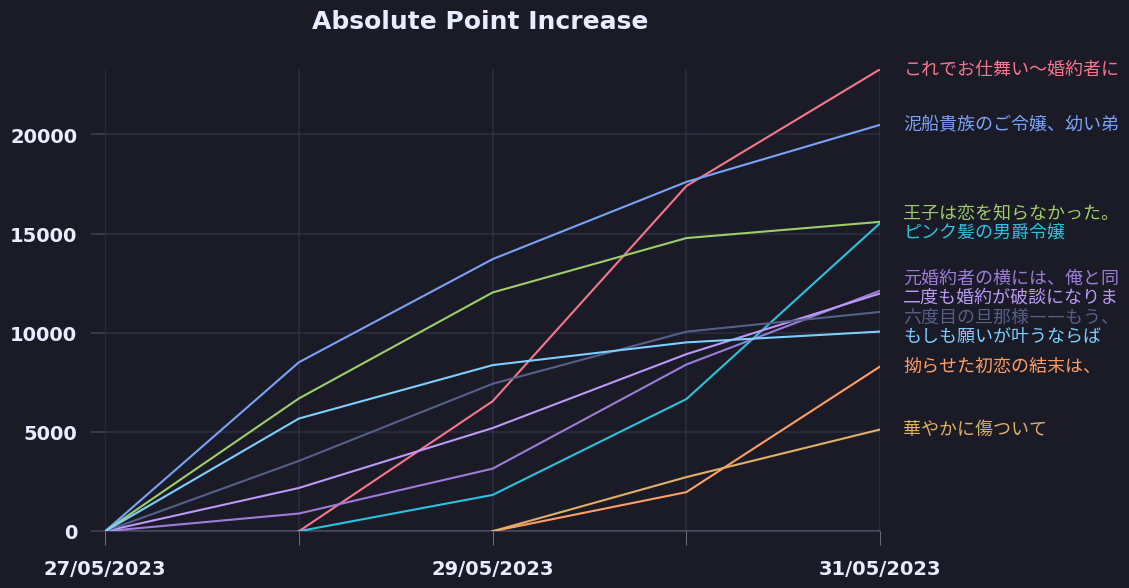 Absolute Point Increase
これでお仕舞い～婚約者に
20000
泥船貴族のご令嬢、幼い弟
王子は恋を知らなかった。
15000
ピンク髪の男爵令嬢
元婚約者の横には、俺と同
二度も婚約が破談になりま
六度目の旦那様ーーもう、
10000
もしも願いが叶うならば
拗らせた初恋の結末は、
5000
華やかに傷ついて
0
27/05/2023
29/05/2023
31/05/2023